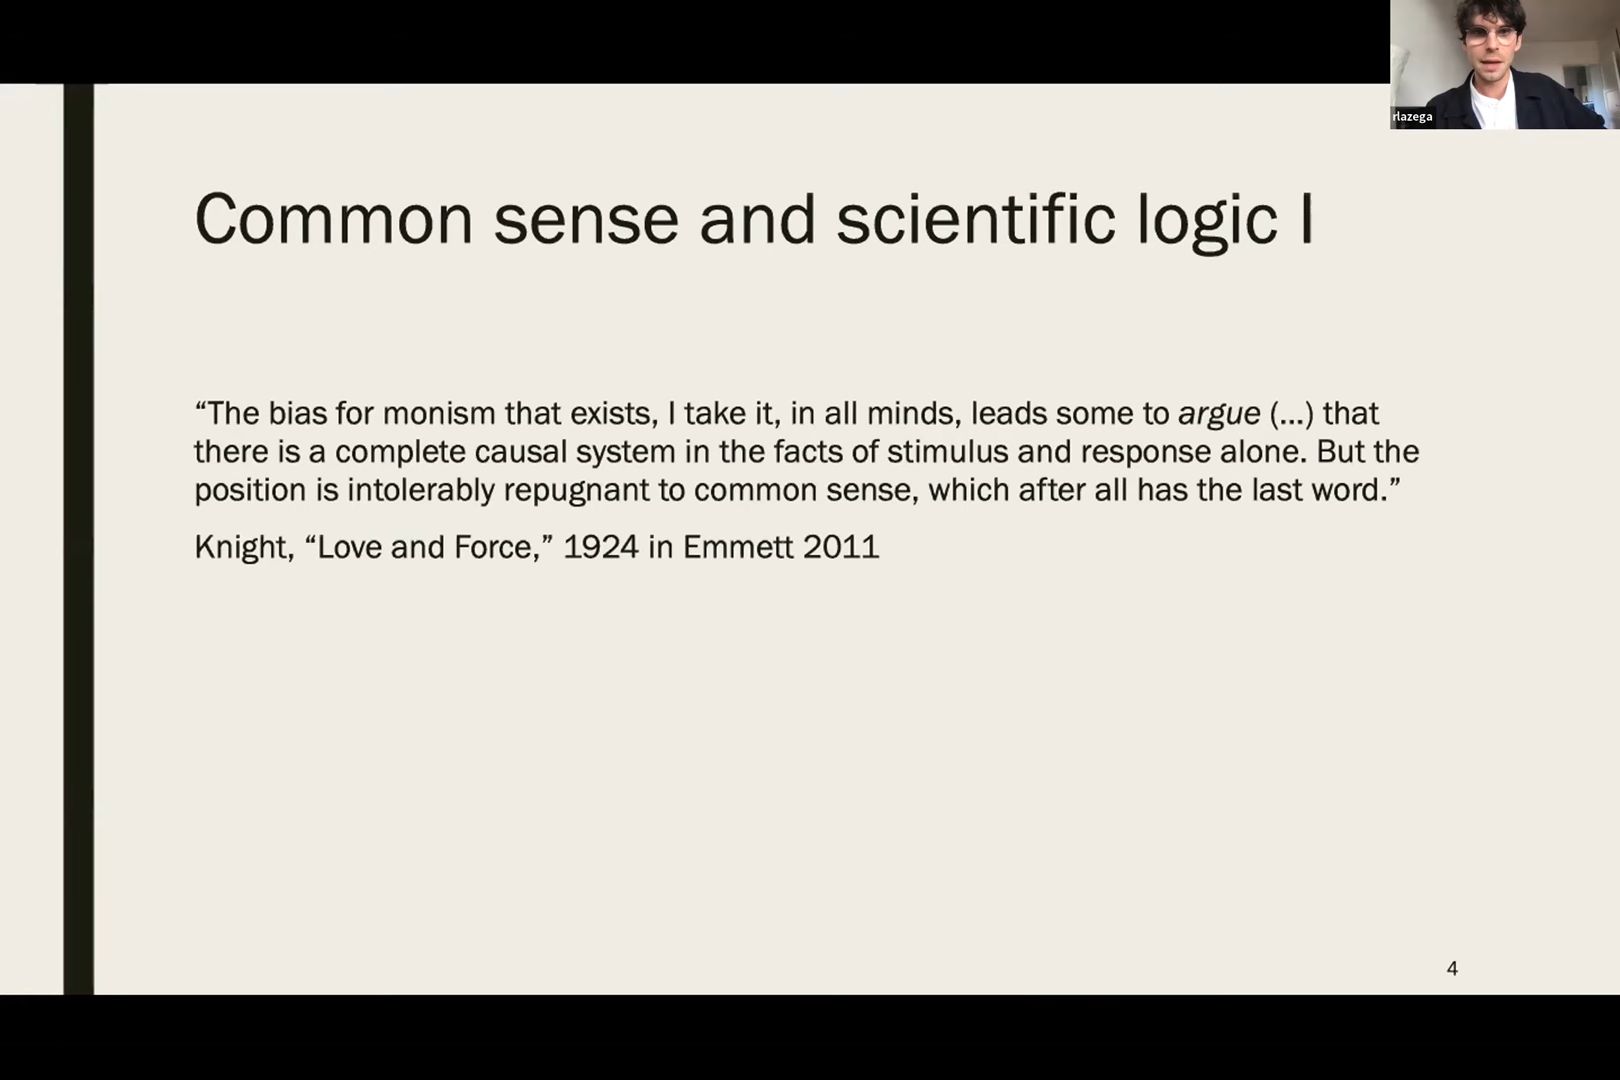 rlazega
Common sense and scientific logic I
“The bias for monism that exists, I take it, in all minds, leads some to argue (...) that
there is a complete causal system in the facts of stimulus and response alone. But the
position is intolerably repugnant to common sense, which after all has the last word.”
Knight, “Love and Force,” 1924 in Emmett 2011
4